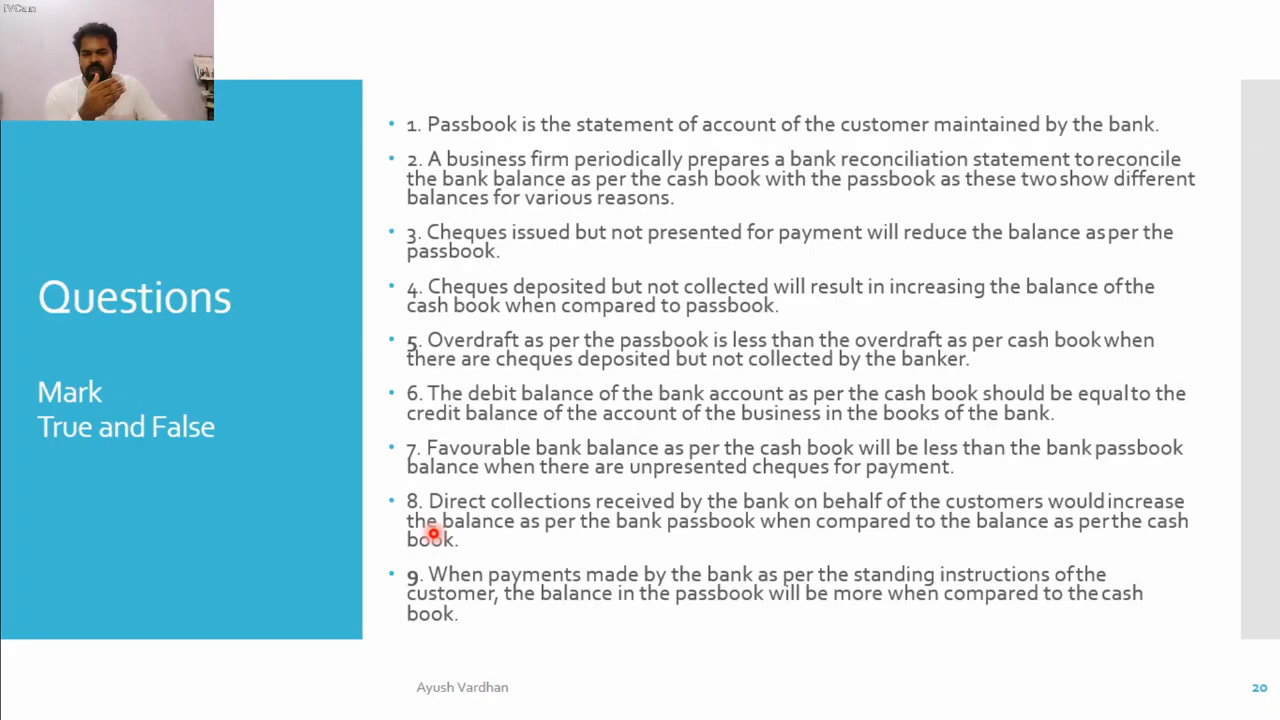 IVCam
Questions
Mark
True and False
• 1. Passbook is the statement of account of the customer maintained by the bank.
• 2. A business firm periodically prepares a bank reconciliation statement to reconcile
the bank balance as per the cash book with the passbook as these two show different
balances for various reasons.
• 3. Cheques issued but not presented for payment will reduce the balance as per the
passbook.
• 4. Cheques deposited but not collected will result in increasing the balance of the
cash book when compared to passbook.
• 5. Overdraft as per the passbook is less than the overdraft as per cash book when
there are cheques deposited but not collected by the banker.
• 6. The debit balance of the bank account as per the cash book should be equal to the
credit balance of the account of the business in the books of the bank.
• 7. Favourable bank balance as per the cash book will be less than the bank passbook
balance when there are unpresented cheques for payment.
• 8. Direct collections received by the bank on behalf of the customers would increase
the balance as per the bank passbook when compared to the balance as per the cash
book.
• 9. When payments made by the bank as per the standing instructions of the
customer, the balance in the passbook will be more when compared to the cash
book.
Ayush Vardhan
20